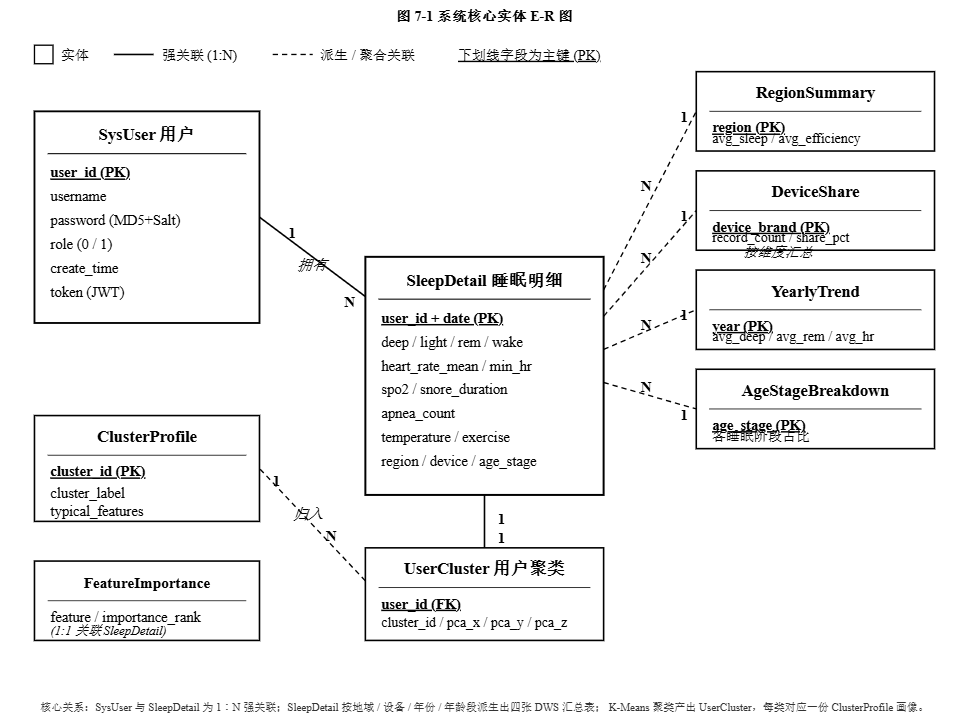 图 7-1 系统核心实体 E-R 图
实体
强关联 (1:N)
派生 / 聚合关联
下划线字段为主键 (PK)
SysUser 用户
user_id (PK)
username
password (MD5+Salt)
role (0 / 1)
create_time
token (JWT)
1
拥有
N
SleepDetail 睡眠明细
user_id + date (PK)
deep / light / rem / wake
heart_rate_mean / min_hr
spo2 / snore_duration
apnea_count
temperature / exercise
region / device / age_stage
RegionSummary
region (PK)
avg_sleep / avg_efficiency
1
N
DeviceShare
device_brand (PK)
record_count / share_pct
按维度汇总
1
N
YearlyTrend
year (PK)
avg_deep / avg_rem / avg_hr
1
N
AgeStageBreakdown
age_stage (PK)
各睡眠阶段占比
N
1
ClusterProfile
cluster_id (PK)
cluster_label
typical_features
1
归入
N
1
1
UserCluster 用户聚类
user_id (FK)
cluster_id / pca_x / pca_y / pca_z
FeatureImportance
feature / importance_rank
(1:1 关联 SleepDetail)
核心关系：SysUser 与 SleepDetail 为 1∶N 强关联；SleepDetail 按地域 / 设备 / 年份 / 年龄段派生出四张 DWS 汇总表； K-Means 聚类产出 UserCluster，每类对应一份 ClusterProfile 画像。